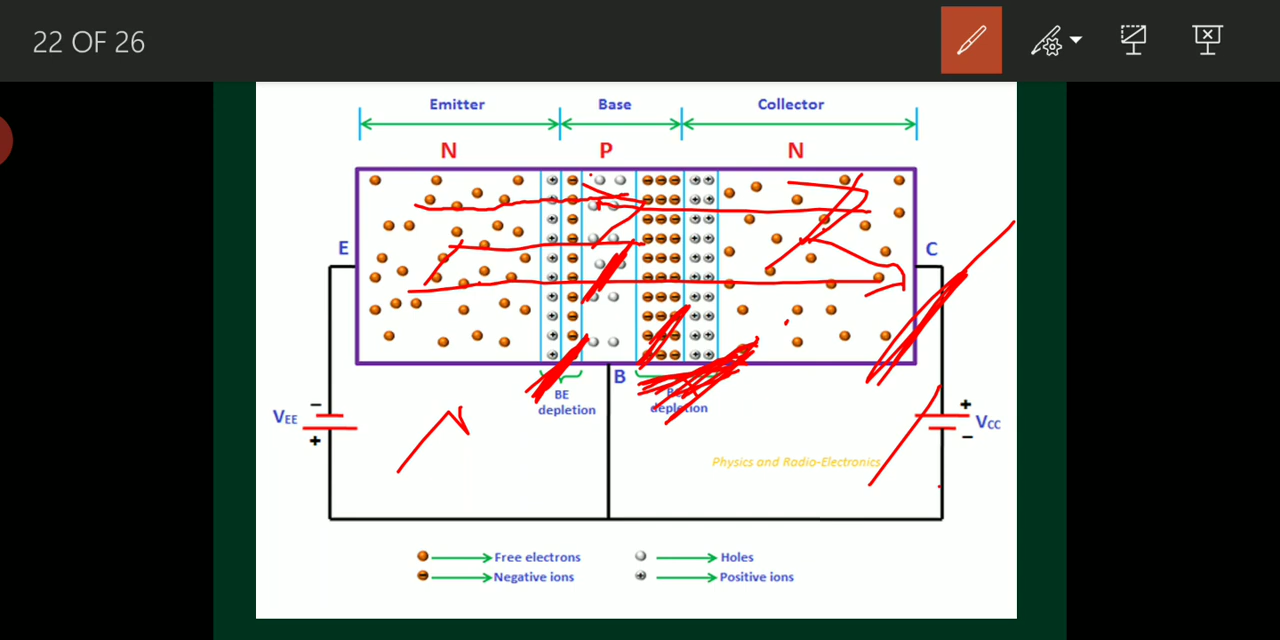 22 OF 26
Emitter Base Collector
N P N
E C
B
BE
depletion
depletion
VEE − +
+ − VCC
Physics and Radio-Electronics
Free electrons Holes
Negative ions Positive ions